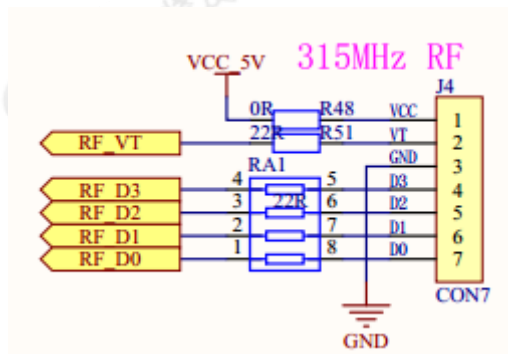 315MHz RF
VCC_5V
J4
0R R48 VCC 1
RF_VT 22R R51 VT 2
GND 3
RA1
RF_D3 4 5 D3 4
RF_D2 3 22R 6 D2 5
RF_D1 2 7 D1 6
RF_D0 1 8 D0 7
CON7
GND